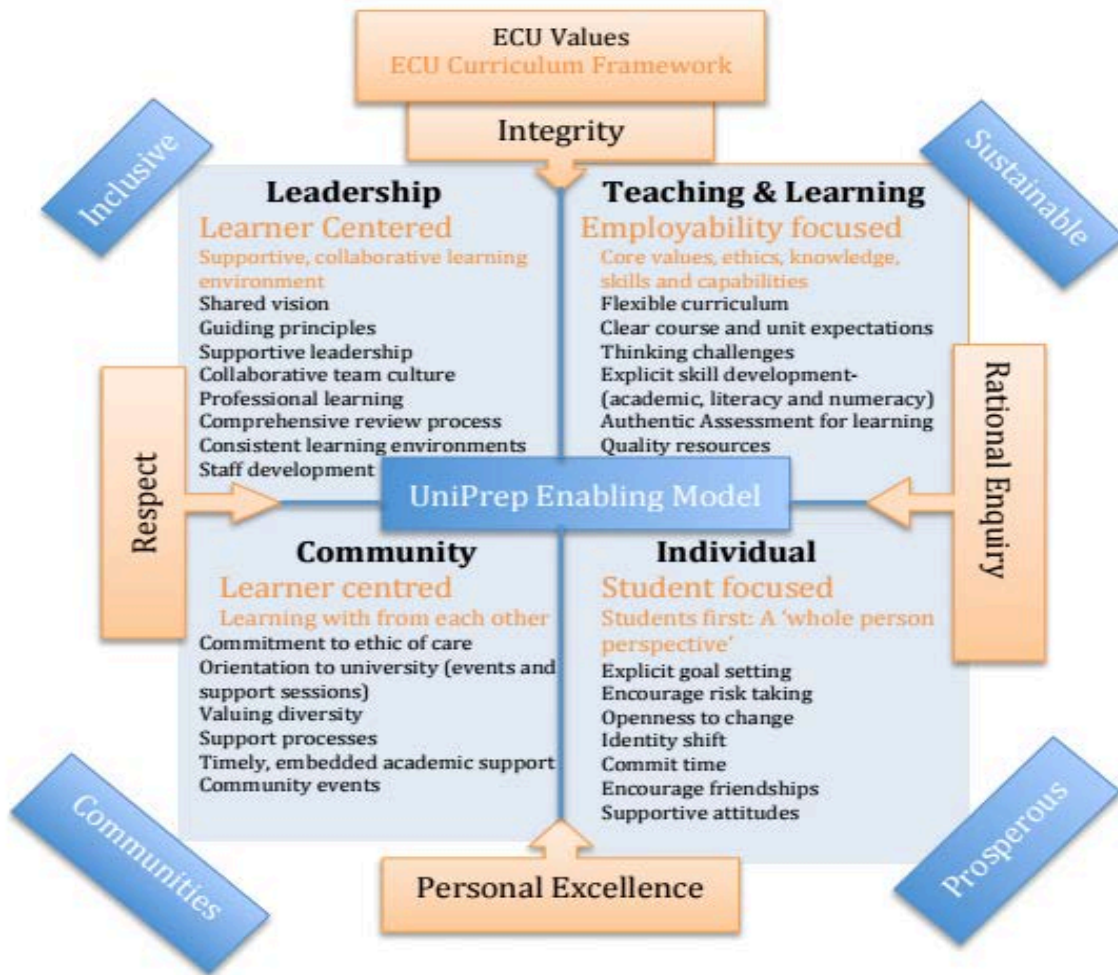 ECU Values
ECU Curriculum Framework
Integrity
Inclusive
Sustainable
Leadership
Learner Centered
Supportive, collaborative learning
environment
Shared vision
Guiding principles
Supportive leadership
Collaborative team culture
Professional learning
Comprehensive review process
Consistent learning environments
Staff development
Teaching & Learning
Employability focused
Core values, ethics, knowledge,
skills and capabilities
Flexible curriculum
Clear course and unit expectations
Thinking challenges
Explicit skill development-
(academic, literacy and numeracy)
Authentic Assessment for learning
Quality resources
Respect
UniPrep Enabling Model
Rational Enquiry
Community
Learner centred
Learning with from each other
Commitment to ethic of care
Orientation to university (events and
support sessions)
Valuing diversity
Support processes
Timely, embedded academic support
Community events
Individual
Student focused
Students first: A ‘whole person
perspective’
Explicit goal setting
Encourage risk taking
Openness to change
Identity shift
Commit time
Encourage friendships
Supportive attitudes
Communities
Personal Excellence
Prosperous